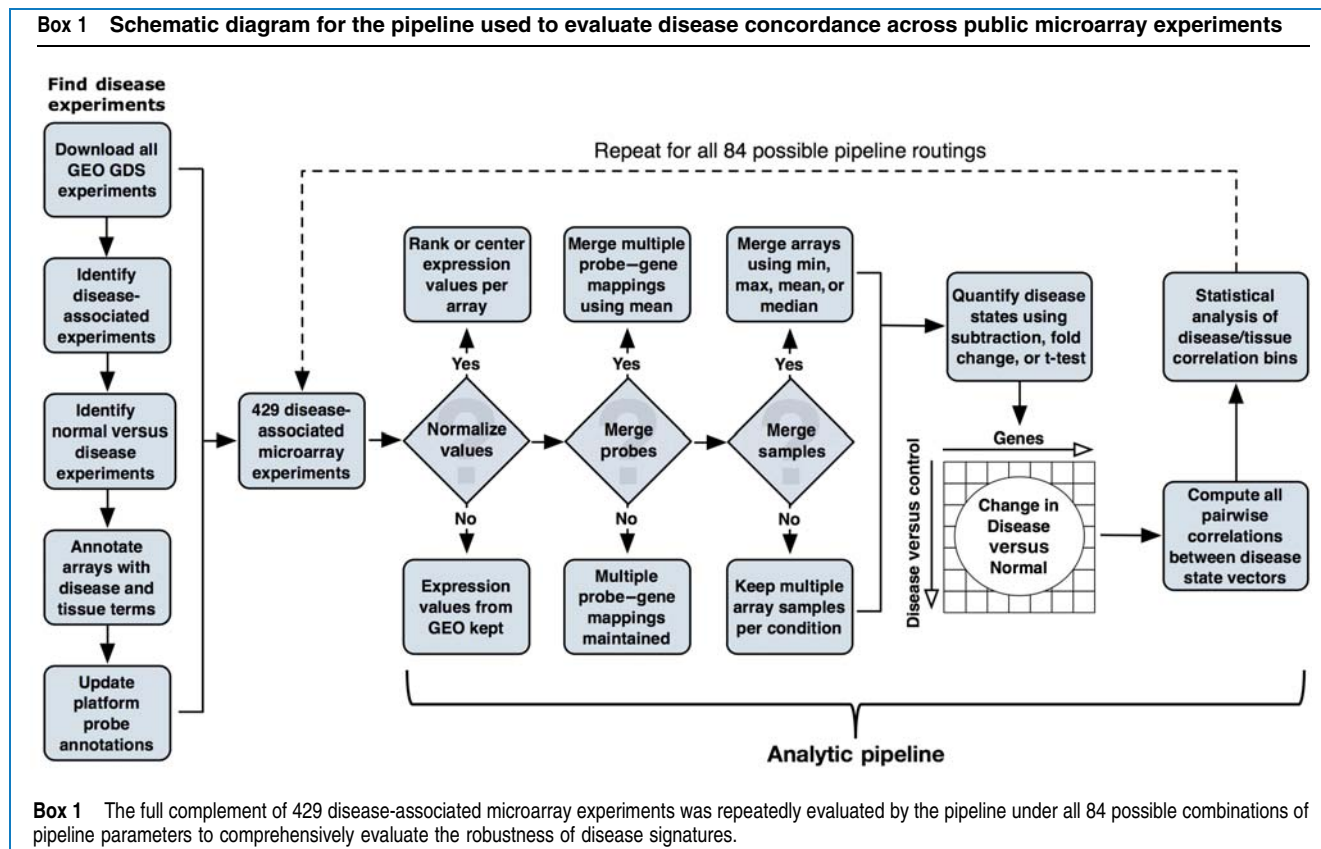 Box 1 Schematic diagram for the pipeline used to evaluate disease concordance across public microarray experiments
Find disease
experiments
Download all
GEO GDS
experiments
Identify
disease-
associated
experiments
Identify
normal versus
disease
experiments
Annotate
arrays with
disease and
tissue terms
Update
platform
probe
annotations
Repeat for all 84 possible pipeline routings
429 disease-
associated
microarray
experiments
Rank or center
expression
values per
array
Yes
?
Normalize
values
No
Expression
values from
GEO kept
Merge multiple
probe–gene
mappings
using mean
Yes
?
Merge
probes
No
Multiple
probe–gene
mappings
maintained
Merge arrays
using min,
max, mean, or
median
Yes
?
Merge
samples
No
Keep multiple
array samples
per condition
Quantify disease
states using
subtraction, fold
change, or t-test
Genes
Disease versus control
Change in
Disease
versus
Normal
Statistical
analysis of
disease/tissue
correlation bins
Compute all
pairwise
correlations
between disease
state vectors
Analytic pipeline
Box 1 The full complement of 429 disease-associated microarray experiments was repeatedly evaluated by the pipeline under all 84 possible combinations of
pipeline parameters to comprehensively evaluate the robustness of disease signatures.